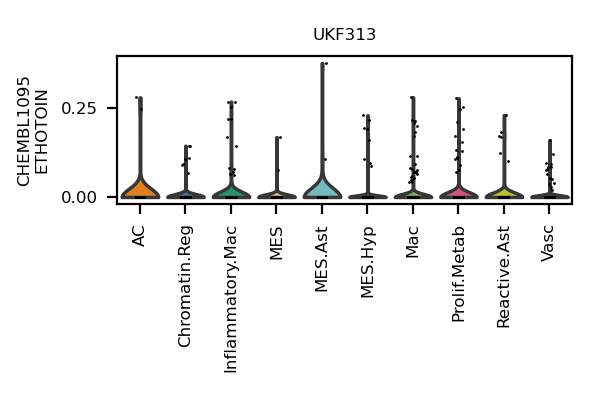 UKF313
CHEMBL1095
ETHOTOIN
0.25
0.00
AC
Chromatin.Reg
Inflammatory.Mac
MES
MES.Ast
MES.Hyp
Mac
Prolif.Metab
Reactive.Ast
Vasc